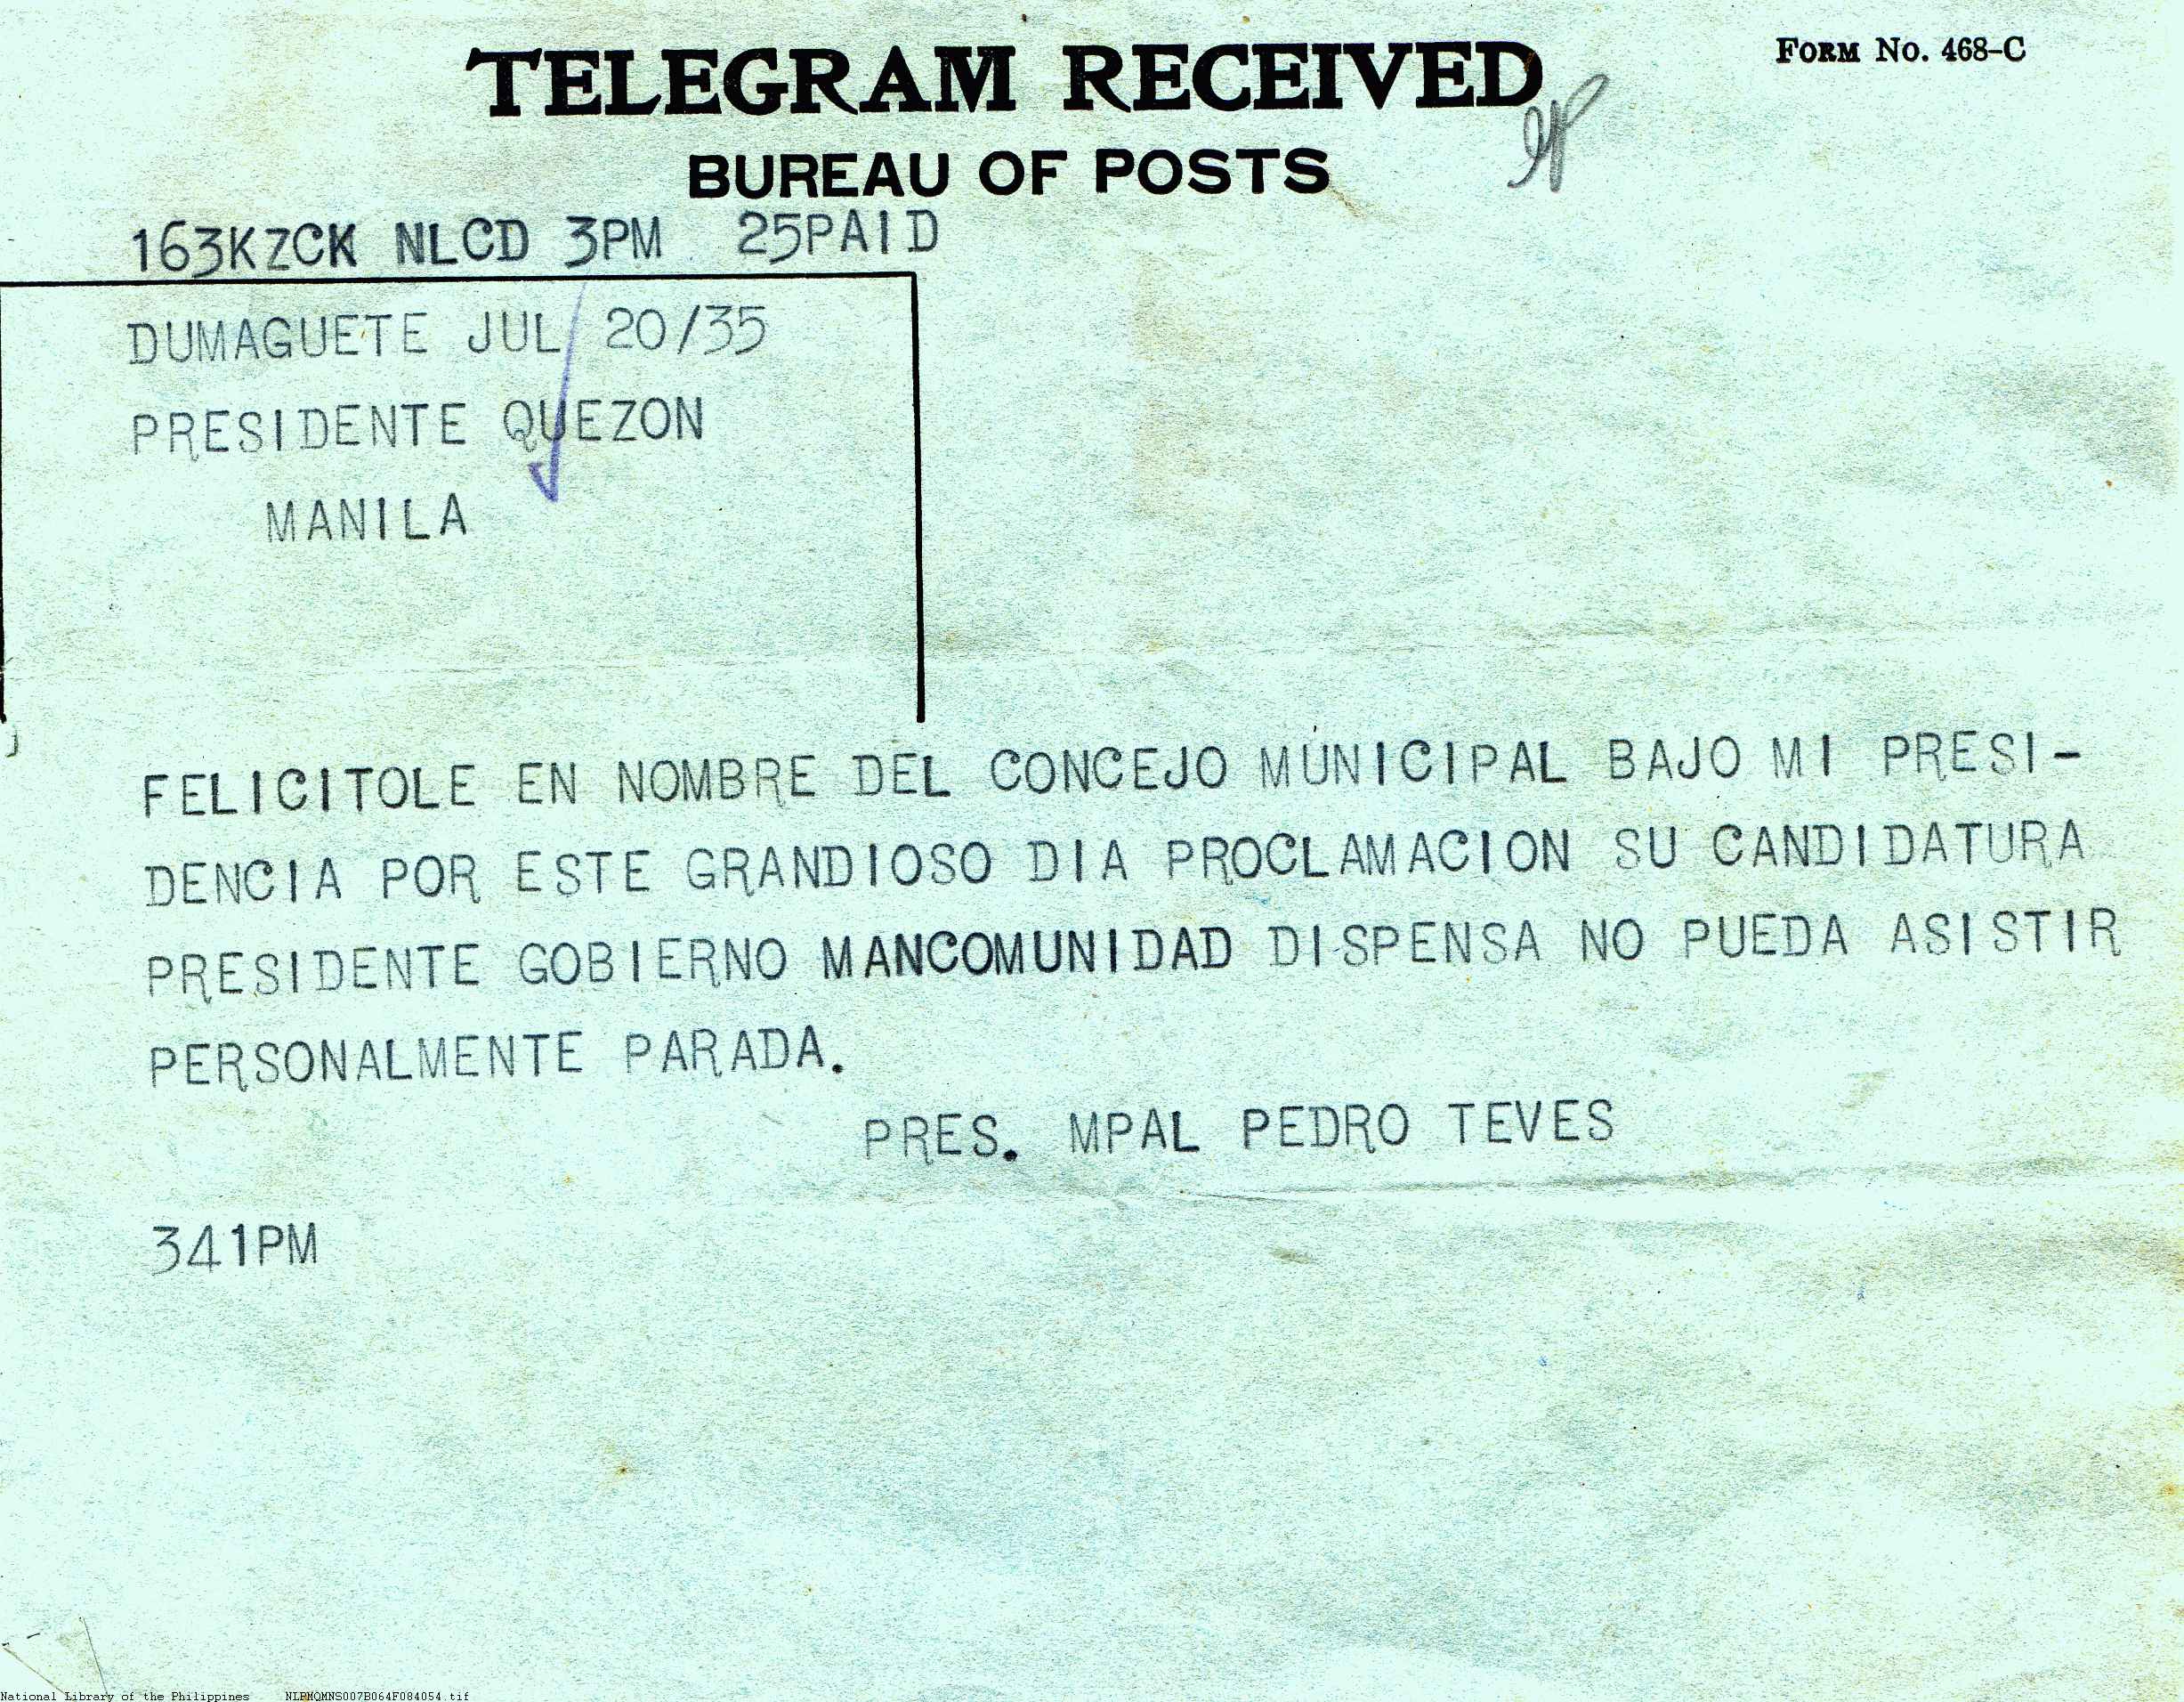 TELEGRAM RECEIVED
FORM NO. 468-C
BUREAU OF POSTS
163KZCK NLCD 3PM 25PAID
DUMAGUETE JUL 20/35
PRESIDENTE QUEZON
MANILA
FELICITOLE EN NOMBRE DEL CONCEJO MUNICIPAL BAJO MI PRESI-
DENCIA POR ESTE GRANDIOSO DIA PROCLAMACION SU CANDIDATURA
PRESIDENTE GOBIERNO MANCOMUNIDAD DISPENSA NO PUEDA ASISTIR
PERSONALMENTE PARADA.
PRES. MPAL PEDRO TEVES
341PM
National Library of the Philippines NLPMQMNS007B064F084054.tif